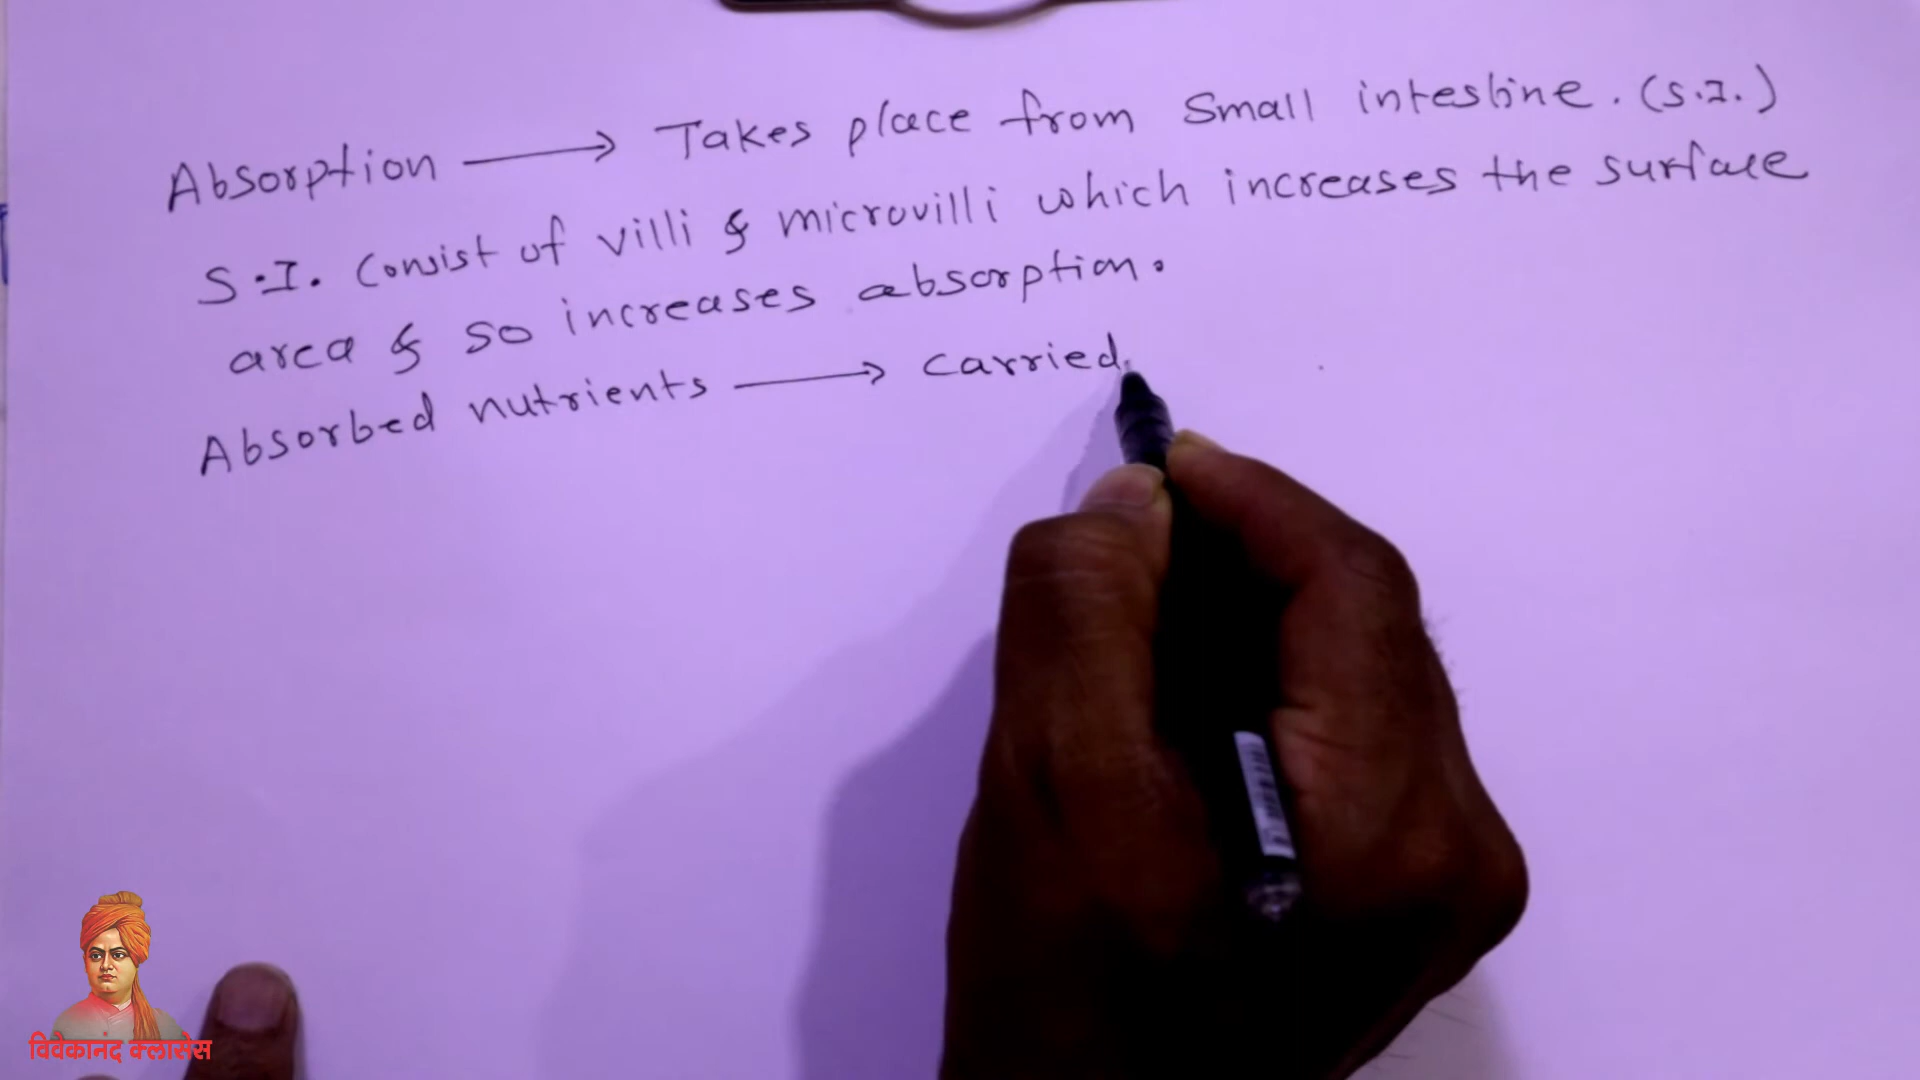 Absorption ⟶ Takes place from Small intestine. (S.I.)
S.I. Consist of villi & microvilli which increases the surface
area & so increases absorption.
Absorbed nutrients ⟶ carried
विवेकानंद क्लासेस